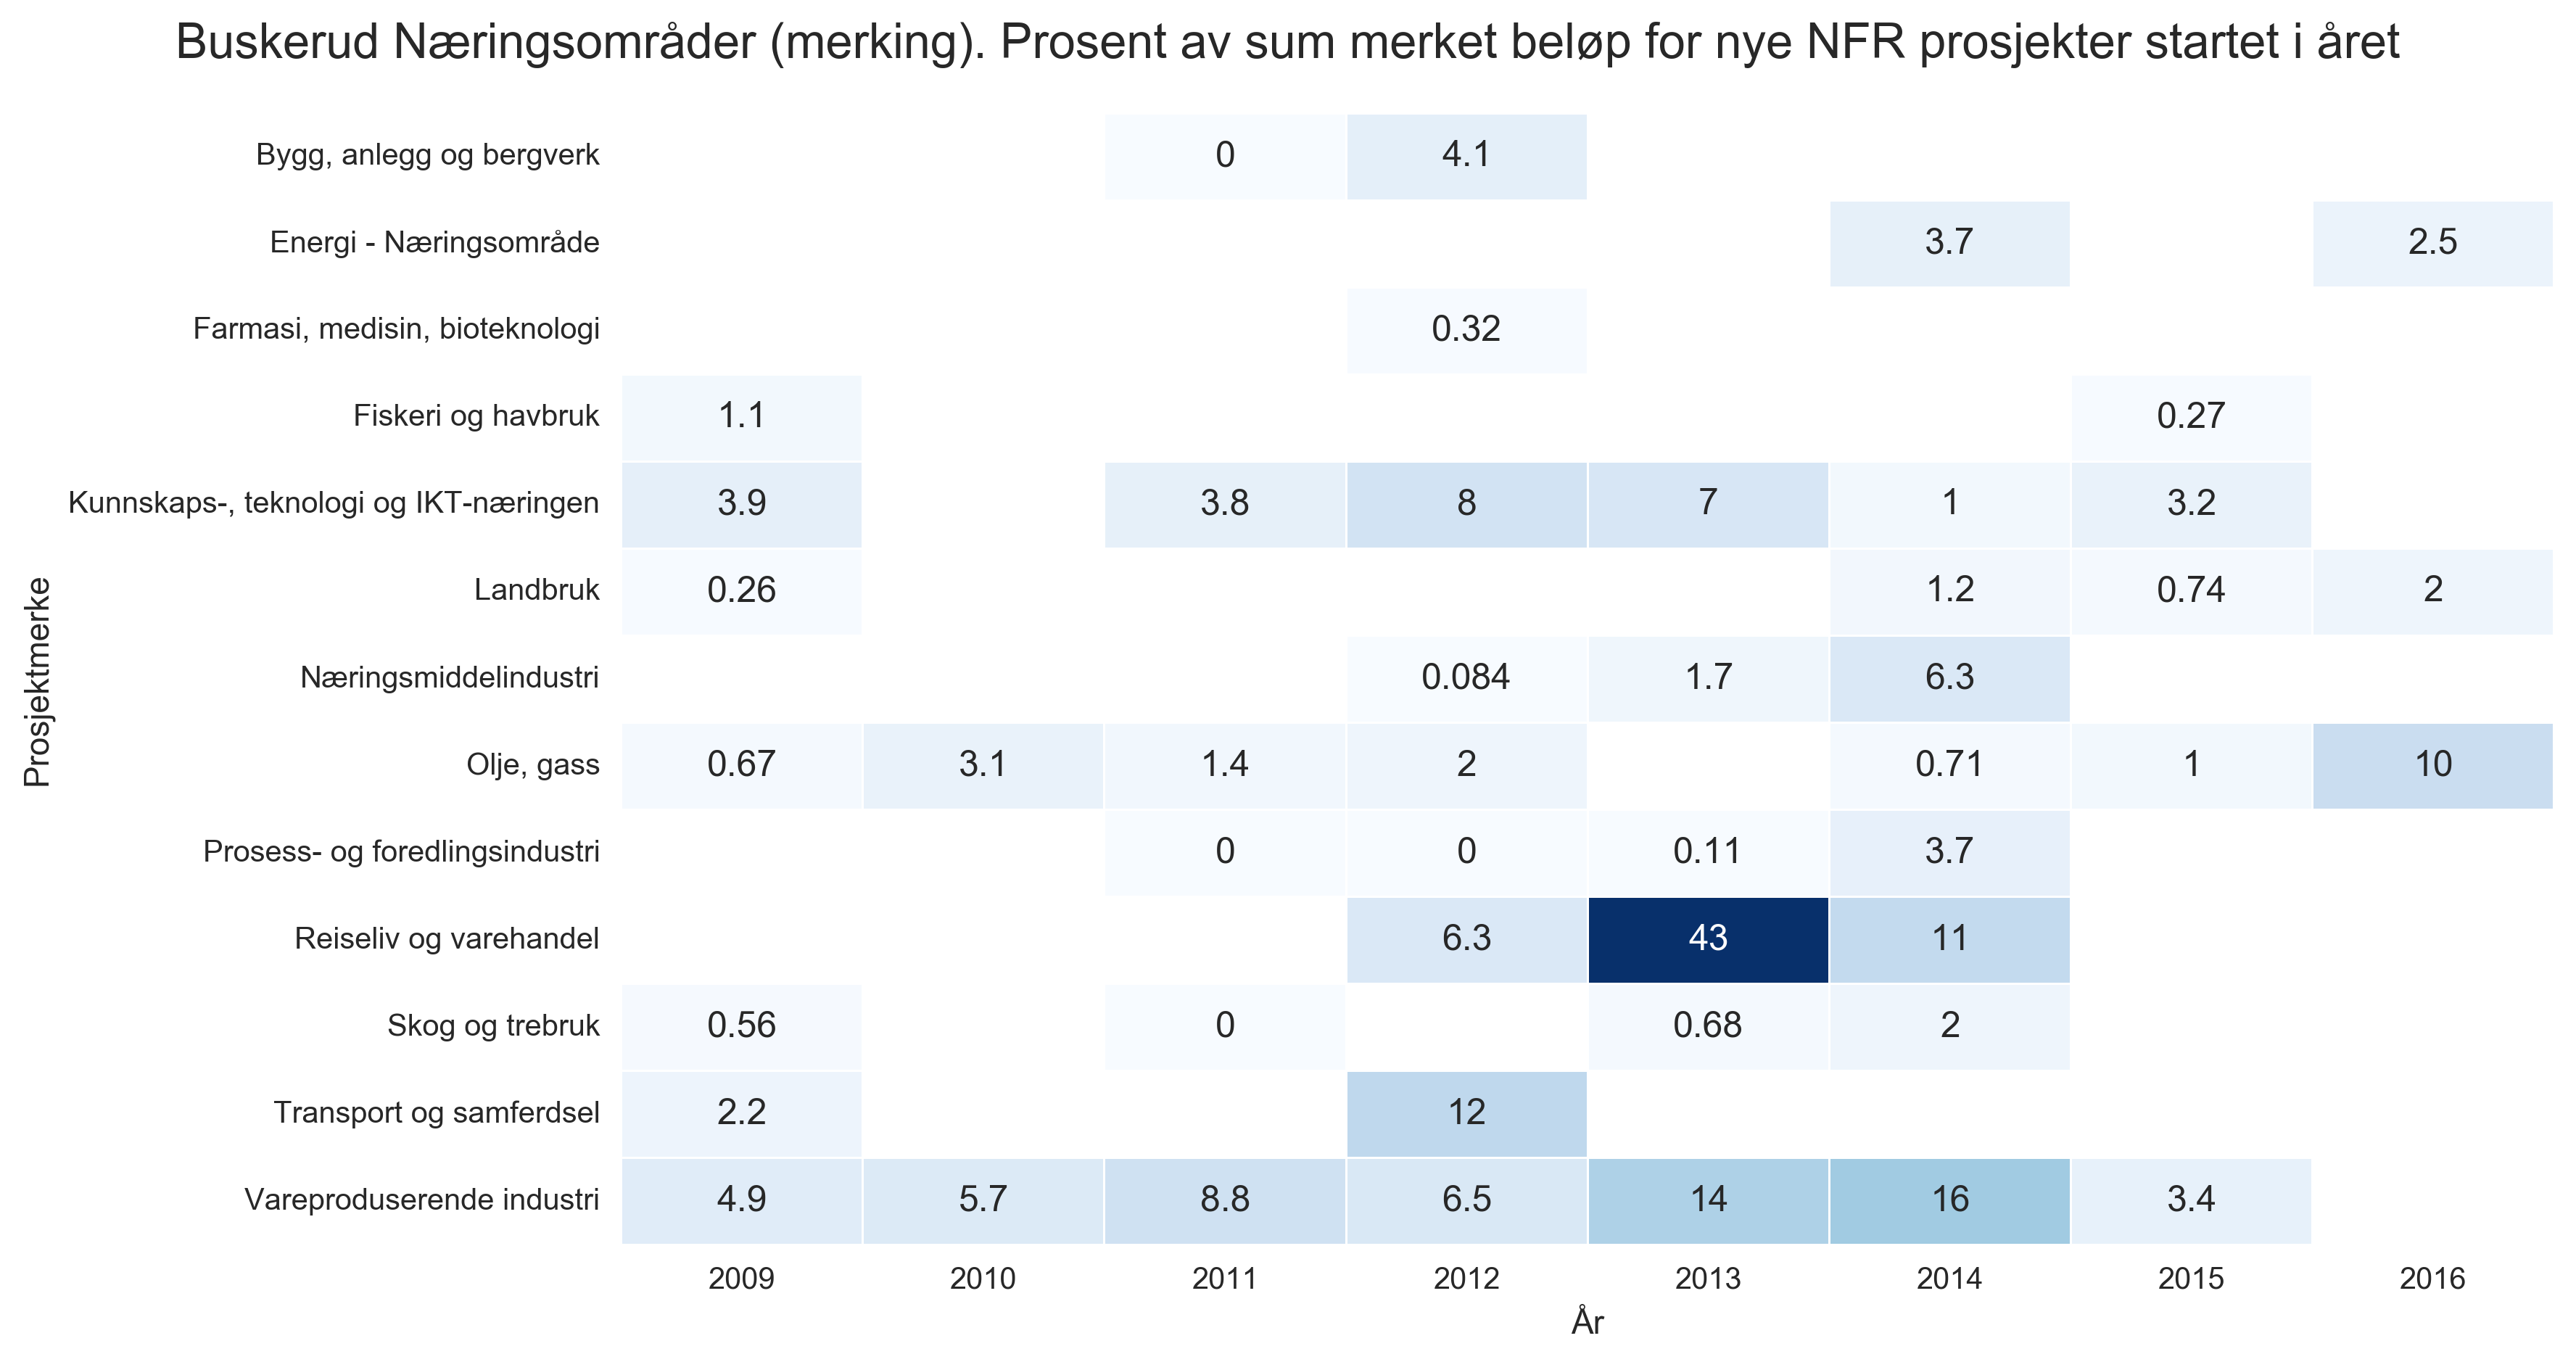 Buskerud Næringsområder (merking). Prosent av sum merket beløp for nye NFR prosjekter startet i året
Prosjektmerke
Bygg, anlegg og bergverk 0 4.1
Energi - Næringsområde 3.7 2.5
Farmasi, medisin, bioteknologi 0.32
Fiskeri og havbruk 1.1 0.27
Kunnskaps-, teknologi og IKT-næringen 3.9 3.8 8 7 1 3.2
Landbruk 0.26 1.2 0.74 2
Næringsmiddelindustri 0.084 1.7 6.3
Olje, gass 0.67 3.1 1.4 2 0.71 1 10
Prosess- og foredlingsindustri 0 0 0.11 3.7
Reiseliv og varehandel 6.3 43 11
Skog og trebruk 0.56 0 0.68 2
Transport og samferdsel 2.2 12
Vareproduserende industri 4.9 5.7 8.8 6.5 14 16 3.4
2009 2010 2011 2012 2013 2014 2015 2016
År